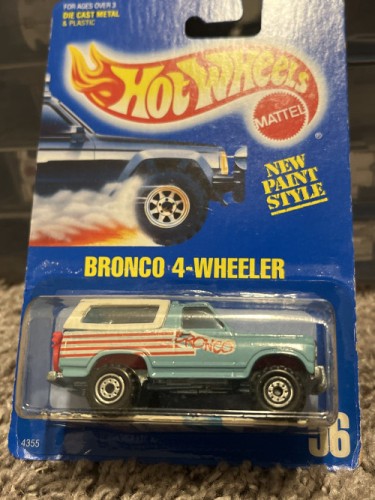 FOR AGES OVER 3
DIE CAST METAL
& PLASTIC
HOT WHEELS
MATTEL
®
NEW
PAINT
STYLE
BRONCO 4-WHEELER
BRONCO
4355
56